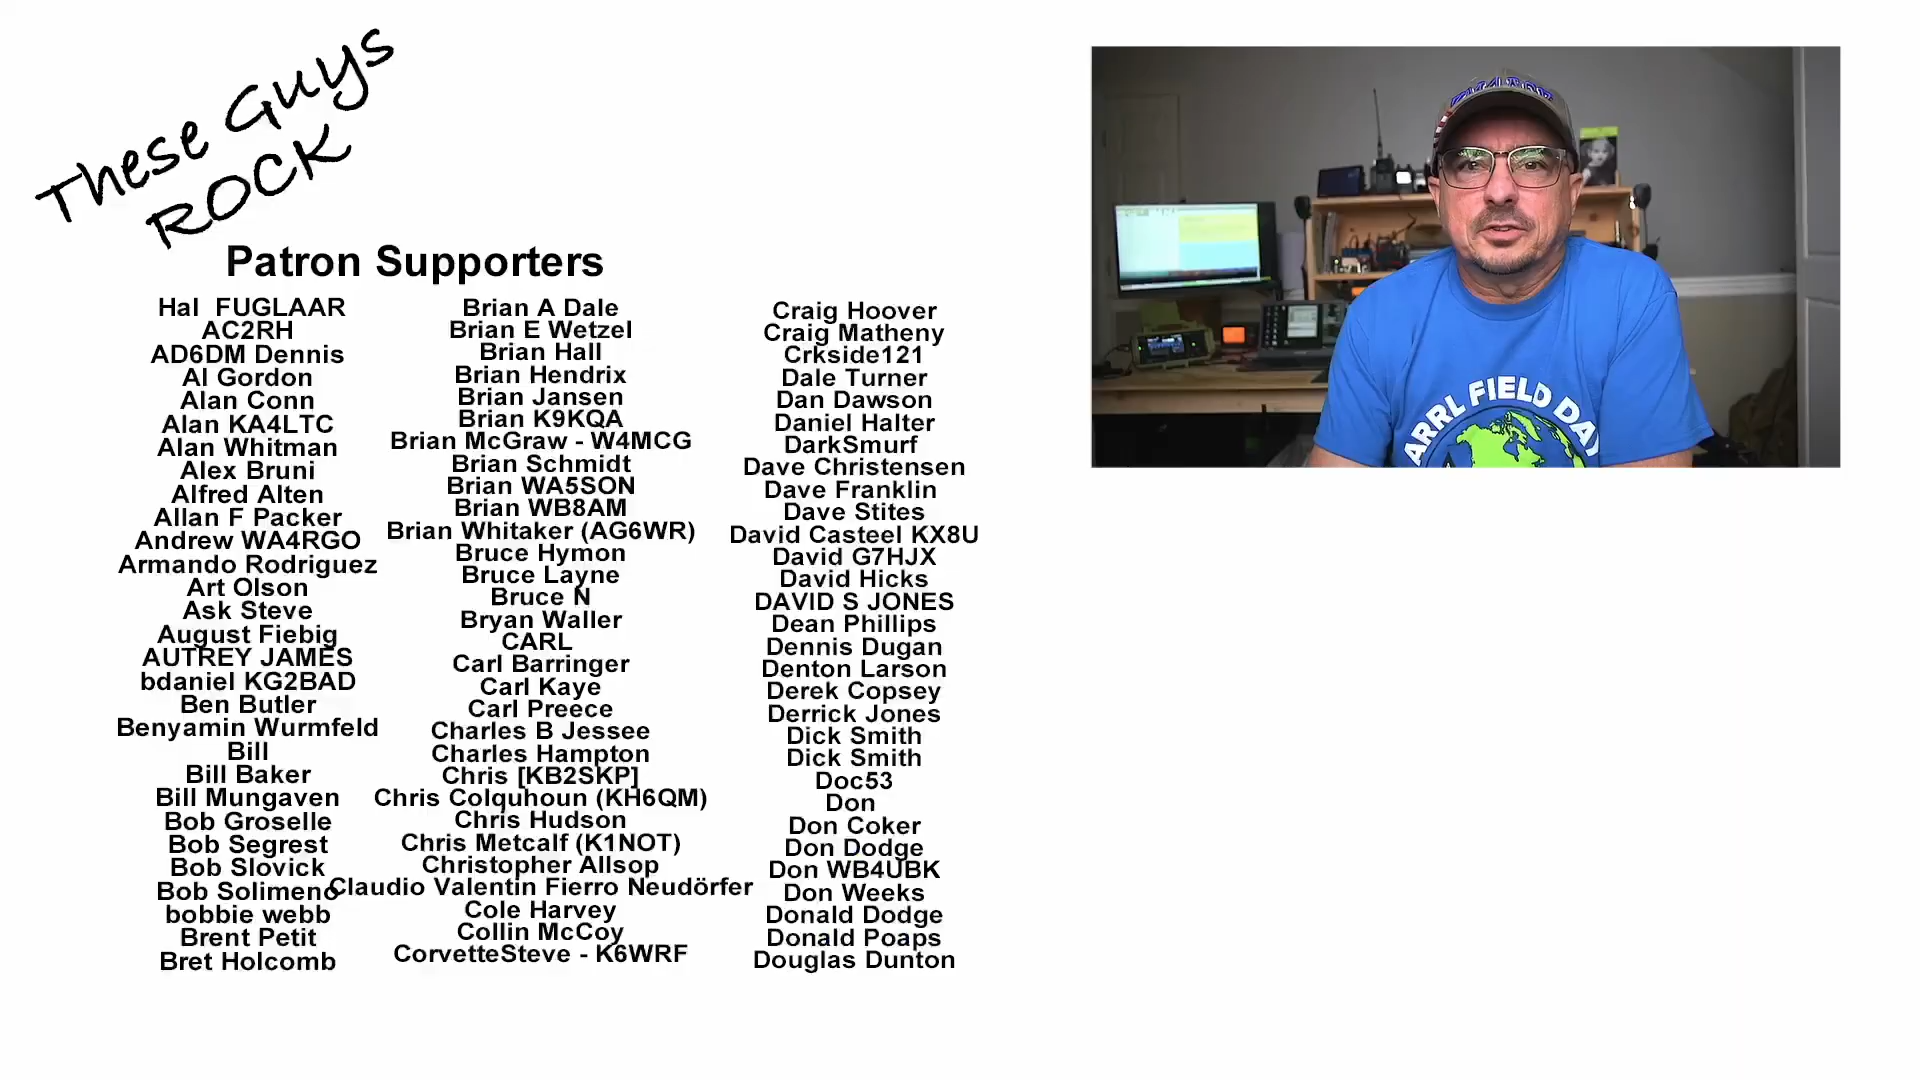 These Guys
ROCK
Patron Supporters
Hal FUGLAAR
AC2RH
AD6DM Dennis
Al Gordon
Alan Conn
Alan KA4LTC
Alan Whitman
Alex Bruni
Alfred Alten
Allan F Packer
Andrew WA4RGO
Armando Rodriguez
Art Olson
Ask Steve
August Fiebig
AUTREY JAMES
bdaniel KG2BAD
Ben Butler
Benyamin Wurmfeld
Bill
Bill Baker
Bill Mungaven
Bob Groselle
Bob Segrest
Bob Slovick
Bob Solimeno
bobbie webb
Brent Petit
Bret Holcomb
Brian A Dale
Brian E Wetzel
Brian Hall
Brian Hendrix
Brian Jansen
Brian K9KQA
Brian McGraw - W4MCG
Brian Schmidt
Brian WA5SON
Brian WB8AM
Brian Whitaker (AG6WR)
Bruce Hymon
Bruce Layne
Bruce N
Bryan Waller
CARL
Carl Barringer
Carl Kaye
Carl Preece
Charles B Jessee
Charles Hampton
Chris [KB2SKP]
Chris Colquhoun (KH6QM)
Chris Hudson
Chris Metcalf (K1NOT)
Christopher Allsop
Claudio Valentin Fierro Neudörfer
Cole Harvey
Collin McCoy
CorvetteSteve - K6WRF
Craig Hoover
Craig Matheny
Crkside121
Dale Turner
Dan Dawson
Daniel Halter
DarkSmurf
Dave Christensen
Dave Franklin
Dave Stites
David Casteel KX8U
David G7HJX
David Hicks
DAVID S JONES
Dean Phillips
Dennis Dugan
Denton Larson
Derek Copsey
Derrick Jones
Dick Smith
Dick Smith
Doc53
Don
Don Coker
Don Dodge
Don WB4UBK
Don Weeks
Donald Dodge
Donald Poaps
Douglas Dunton
ARRL FIELD DAY